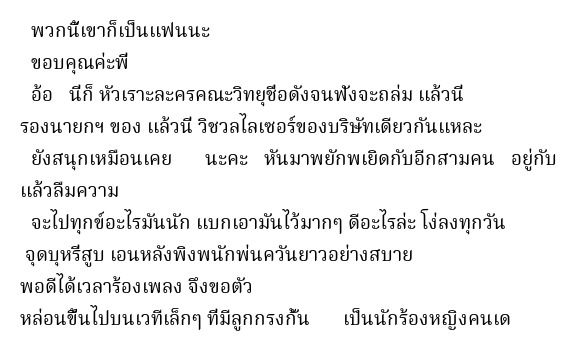 พวกนี้เขาก็เป็นแฟนนะ
ขอบคุณค่ะพี่
อ้อ นี่ก็ หัวเราะละครคณะวิทยุชื่อดังจนฟังจะถล่ม แล้วนี่
รองนายกฯ ของ แล้วนี่ วิชวลไลเซอร์ของบริษัทเดียวกันแหละ
ยังสนุกเหมือนเคย นะคะ หันมาพยักพเยิดกับอีกสามคน อยู่กับ
แล้วลืมความ
จะไปทุกข์อะไรมันนัก แบกเอามันไว้มากๆ ดีอะไรล่ะ โง่ลงทุกวัน
จุดบุหรี่สูบ เอนหลังพิงพนักพ่นควันยาวอย่างสบาย
พอดีได้เวลาร้องเพลง จึงขอตัว
หล่อนขึ้นไปบนเวทีเล็กๆ ที่มีลูกกรงกั้น เป็นนักร้องหญิงคนเด